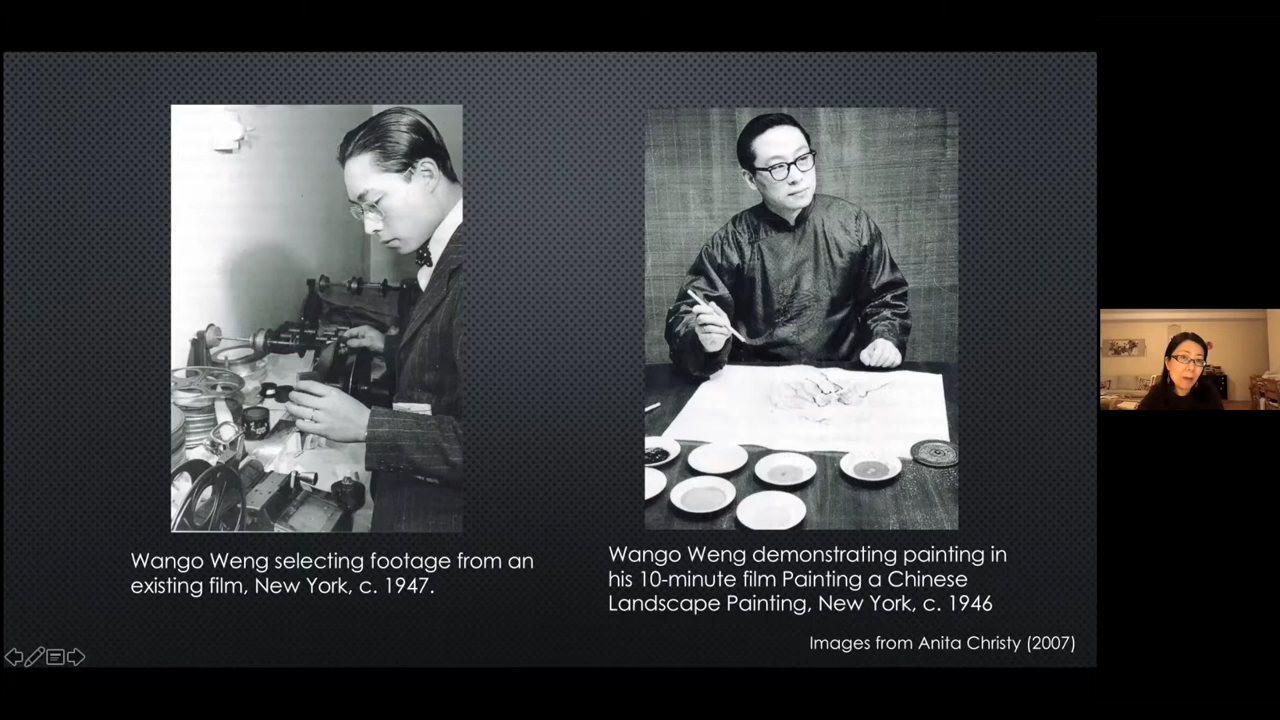 Wango Weng selecting footage from an
existing film, New York, c. 1947.
Wango Weng demonstrating painting in
his 10-minute film Painting a Chinese
Landscape Painting, New York, c. 1946
Images from Anita Christy (2007)